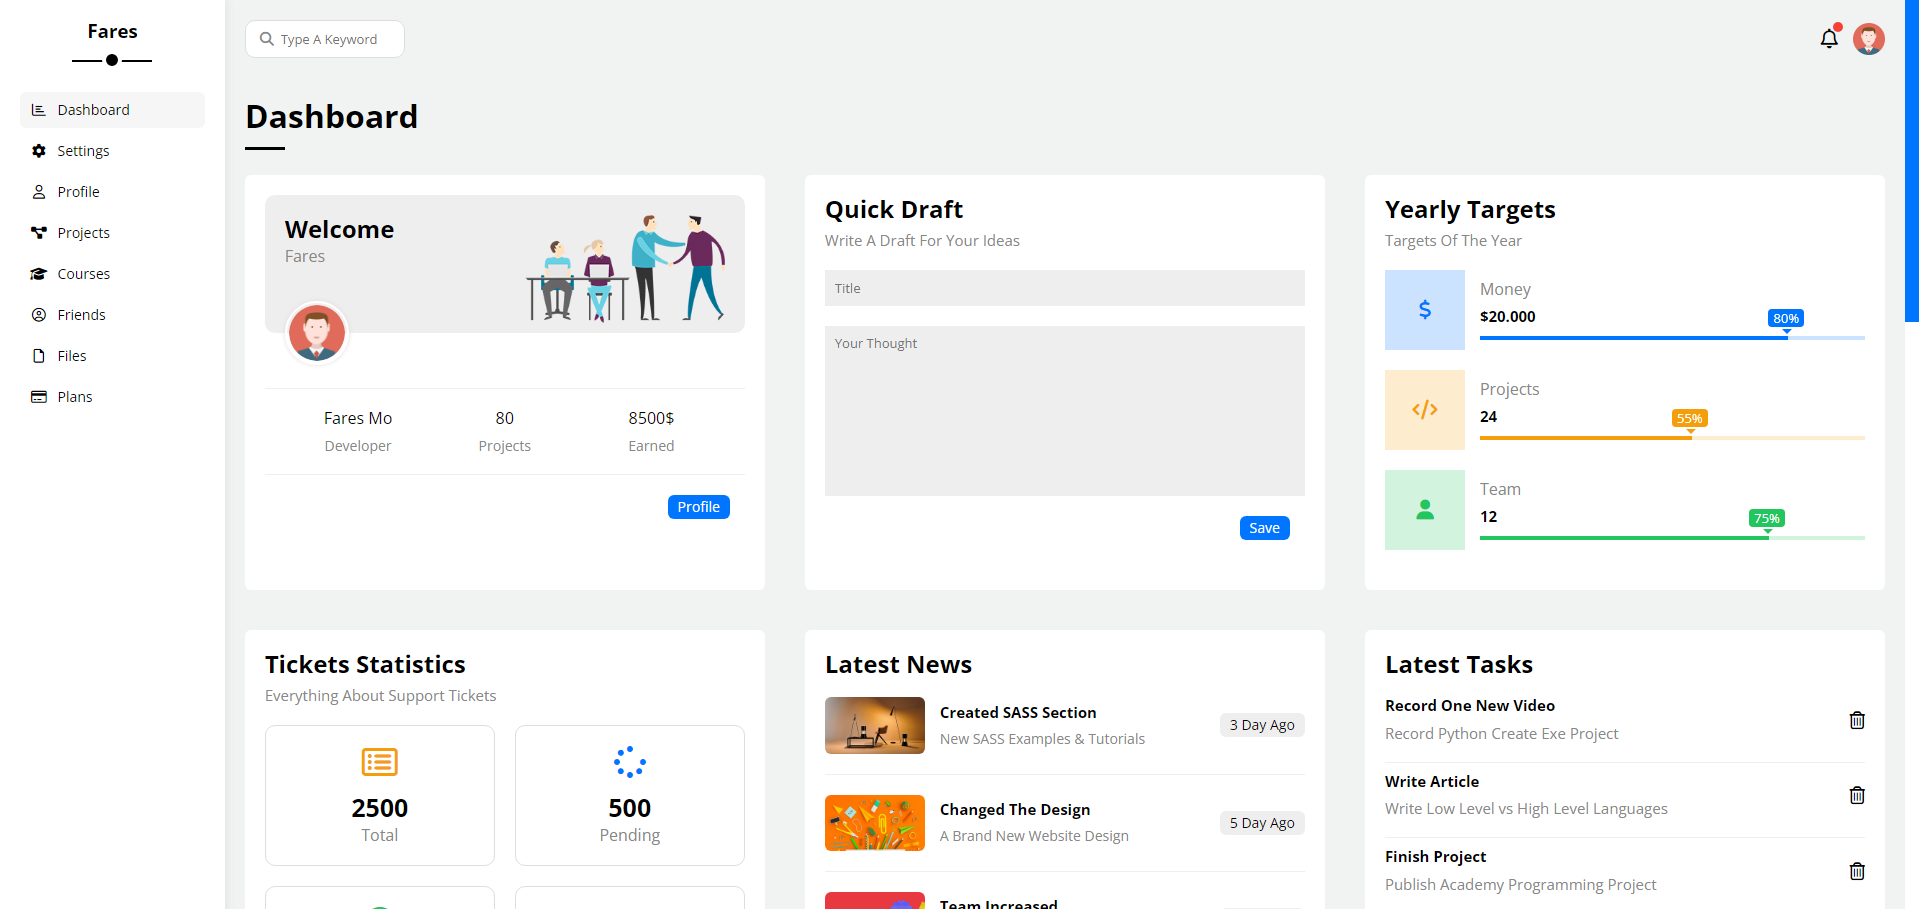 Fares
Dashboard
Settings
Profile
Projects
Courses
Friends
Files
Plans
Type A Keyword
Dashboard
Welcome
Fares
Fares Mo
Developer
80
Projects
8500$
Earned
Profile
Quick Draft
Write A Draft For Your Ideas
Title
Your Thought
Save
Yearly Targets
Targets Of The Year
Money
$20.000
80%
Projects
24
55%
Team
12
75%
Tickets Statistics
Everything About Support Tickets
2500
Total
500
Pending
Latest News
Created SASS Section
New SASS Examples & Tutorials
3 Day Ago
Changed The Design
A Brand New Website Design
5 Day Ago
Team Increased
Latest Tasks
Record One New Video
Record Python Create Exe Project
Write Article
Write Low Level vs High Level Languages
Finish Project
Publish Academy Programming Project